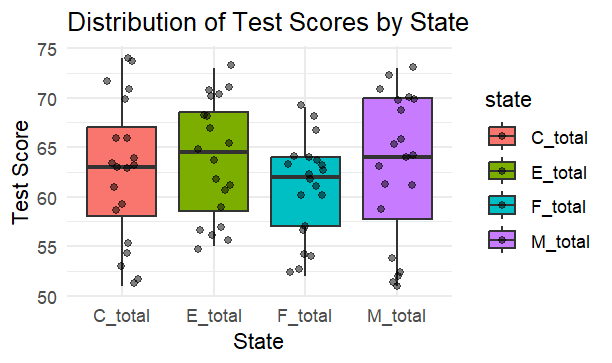 Distribution of Test Scores by State
Test Score
75
70
65
60
55
50
C_total
E_total
F_total
M_total
State
state
C_total
E_total
F_total
M_total